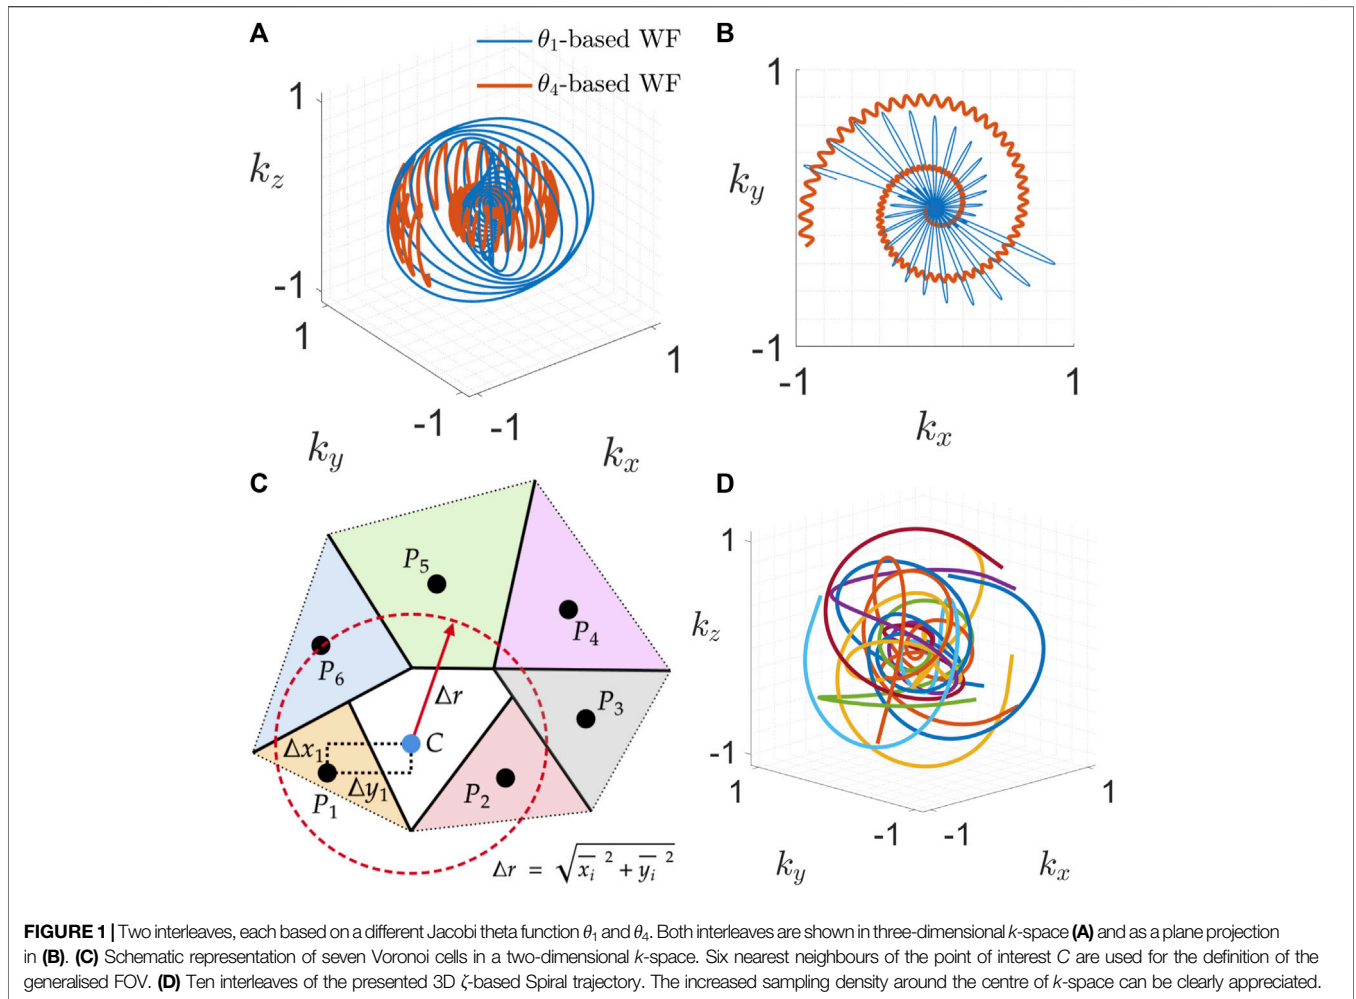 A
θ1-based WF
θ4-based WF
1
kz
-1
1
-1
-1
1
ky
kx
B
1
ky
-1
-1
1
kx
C
P5
P4
P6
Δr
P3
Δx1
C
P1
Δy1
P2
Δr = √(x̅i² + y̅i²)
D
1
kz
-1
1
-1
-1
1
ky
kx
FIGURE 1 | Two interleaves, each based on a different Jacobi theta function θ1 and θ4. Both interleaves are shown in three-dimensional k-space (A) and as a plane projection
in (B). (C) Schematic representation of seven Voronoi cells in a two-dimensional k-space. Six nearest neighbours of the point of interest C are used for the definition of the
generalised FOV. (D) Ten interleaves of the presented 3D ζ-based Spiral trajectory. The increased sampling density around the centre of k-space can be clearly appreciated.